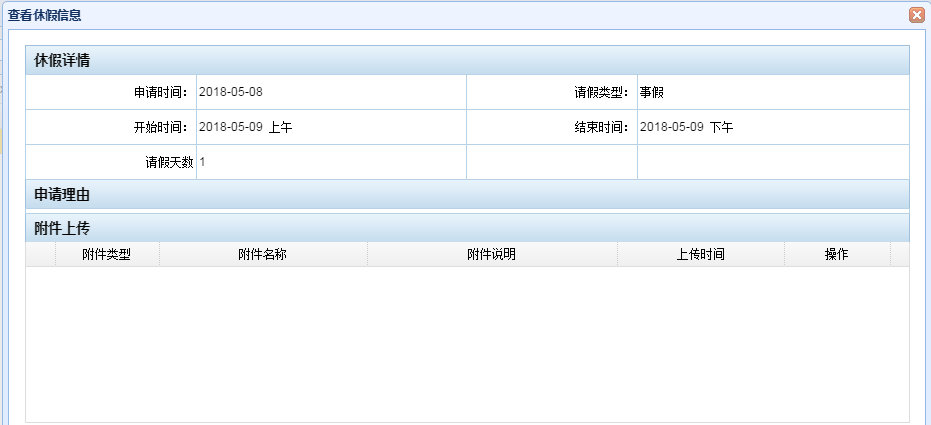 查看休假信息
休假详情
申请时间： 2018-05-08 请假类型： 事假
开始时间： 2018-05-09 上午 结束时间： 2018-05-09 下午
请假天数 1
申请理由
附件上传
附件类型 附件名称 附件说明 上传时间 操作